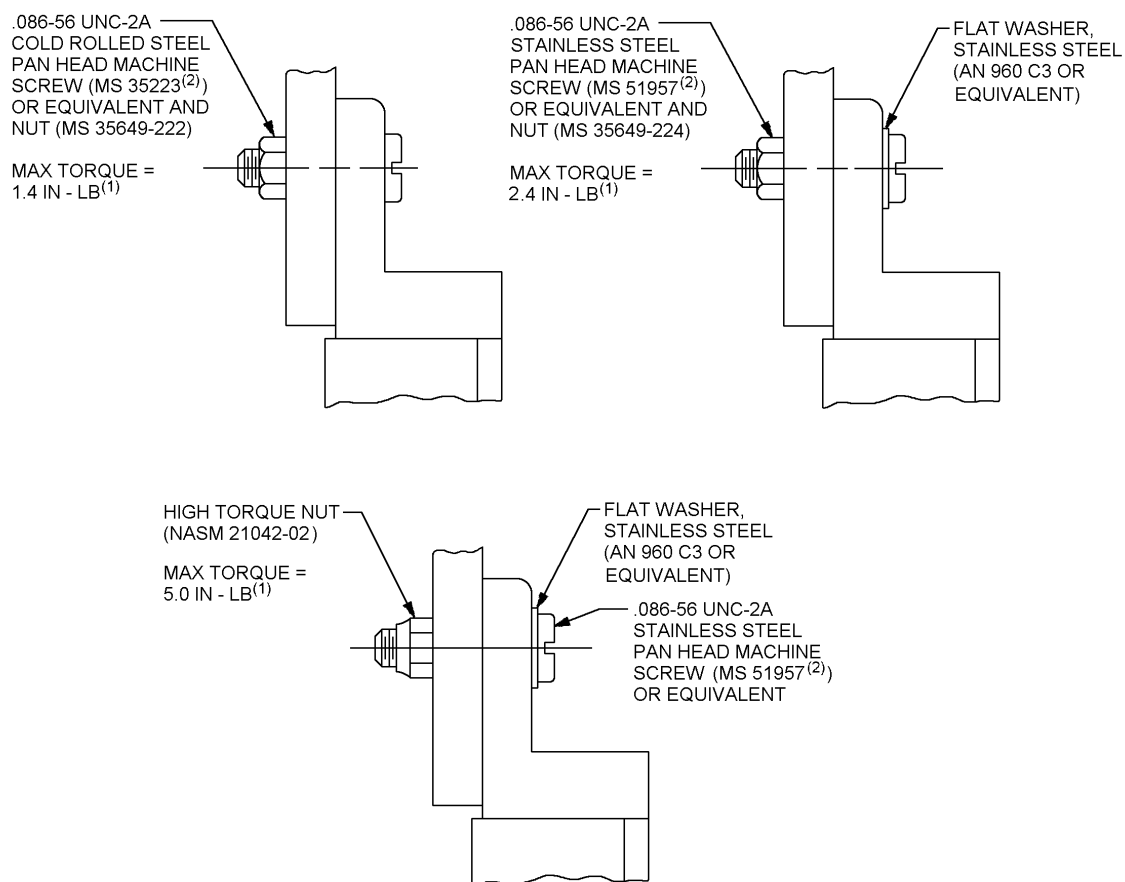 .086-56 UNC-2A
COLD ROLLED STEEL
PAN HEAD MACHINE
SCREW (MS 35223(2))
OR EQUIVALENT AND
NUT (MS 35649-222)
MAX TORQUE =
1.4 IN - LB(1)
.086-56 UNC-2A
STAINLESS STEEL
PAN HEAD MACHINE
SCREW (MS 51957(2))
OR EQUIVALENT AND
NUT (MS 35649-224)
MAX TORQUE =
2.4 IN - LB(1)
FLAT WASHER,
STAINLESS STEEL
(AN 960 C3 OR
EQUIVALENT)
HIGH TORQUE NUT
(NASM 21042-02)
MAX TORQUE =
5.0 IN - LB(1)
FLAT WASHER,
STAINLESS STEEL
(AN 960 C3 OR
EQUIVALENT)
.086-56 UNC-2A
STAINLESS STEEL
PAN HEAD MACHINE
SCREW (MS 51957(2))
OR EQUIVALENT